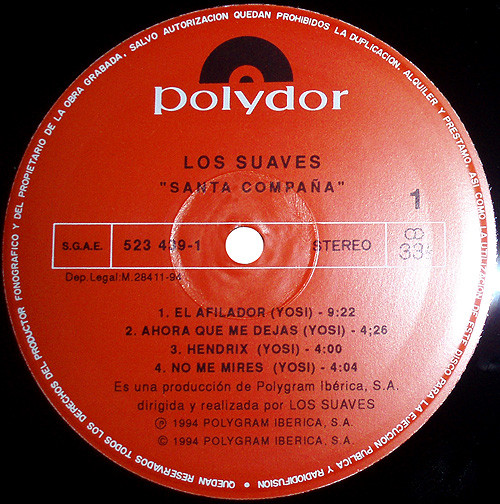 polydor
LOS SUAVES
"SANTA COMPAÑA"
1
S.G.A.E. 523 439-1 STEREO 33
Dep. Legal: M.28411-94
1. EL AFILADOR (YOSI) - 9:22
2. AHORA QUE ME DEJAS (YOSI) - 4;26
3. HENDRIX (YOSI) - 4:00
4. NO ME MIRES (YOSI) - 4:04
Es una producción de Polygram Ibérica, S.A.
dirigida y realizada por LOS SUAVES
℗ 1994 POLYGRAM IBERICA, S.A.
© 1994 POLYGRAM IBERICA, S.A.
QUEDAN RESERVADOS TODOS LOS DERECHOS DEL PRODUCTOR FONOGRAFICO Y DEL PROPIETARIO DE LA OBRA GRABADA, SALVO AUTORIZACION QUEDAN PROHIBIDOS LA DUPLICACION, ALQUILER Y PRESTAMO, ASI COMO LA UTILIZACION DE ESTE DISCO PARA LA EJECUCION PUBLICA Y RADIODIFUSION •